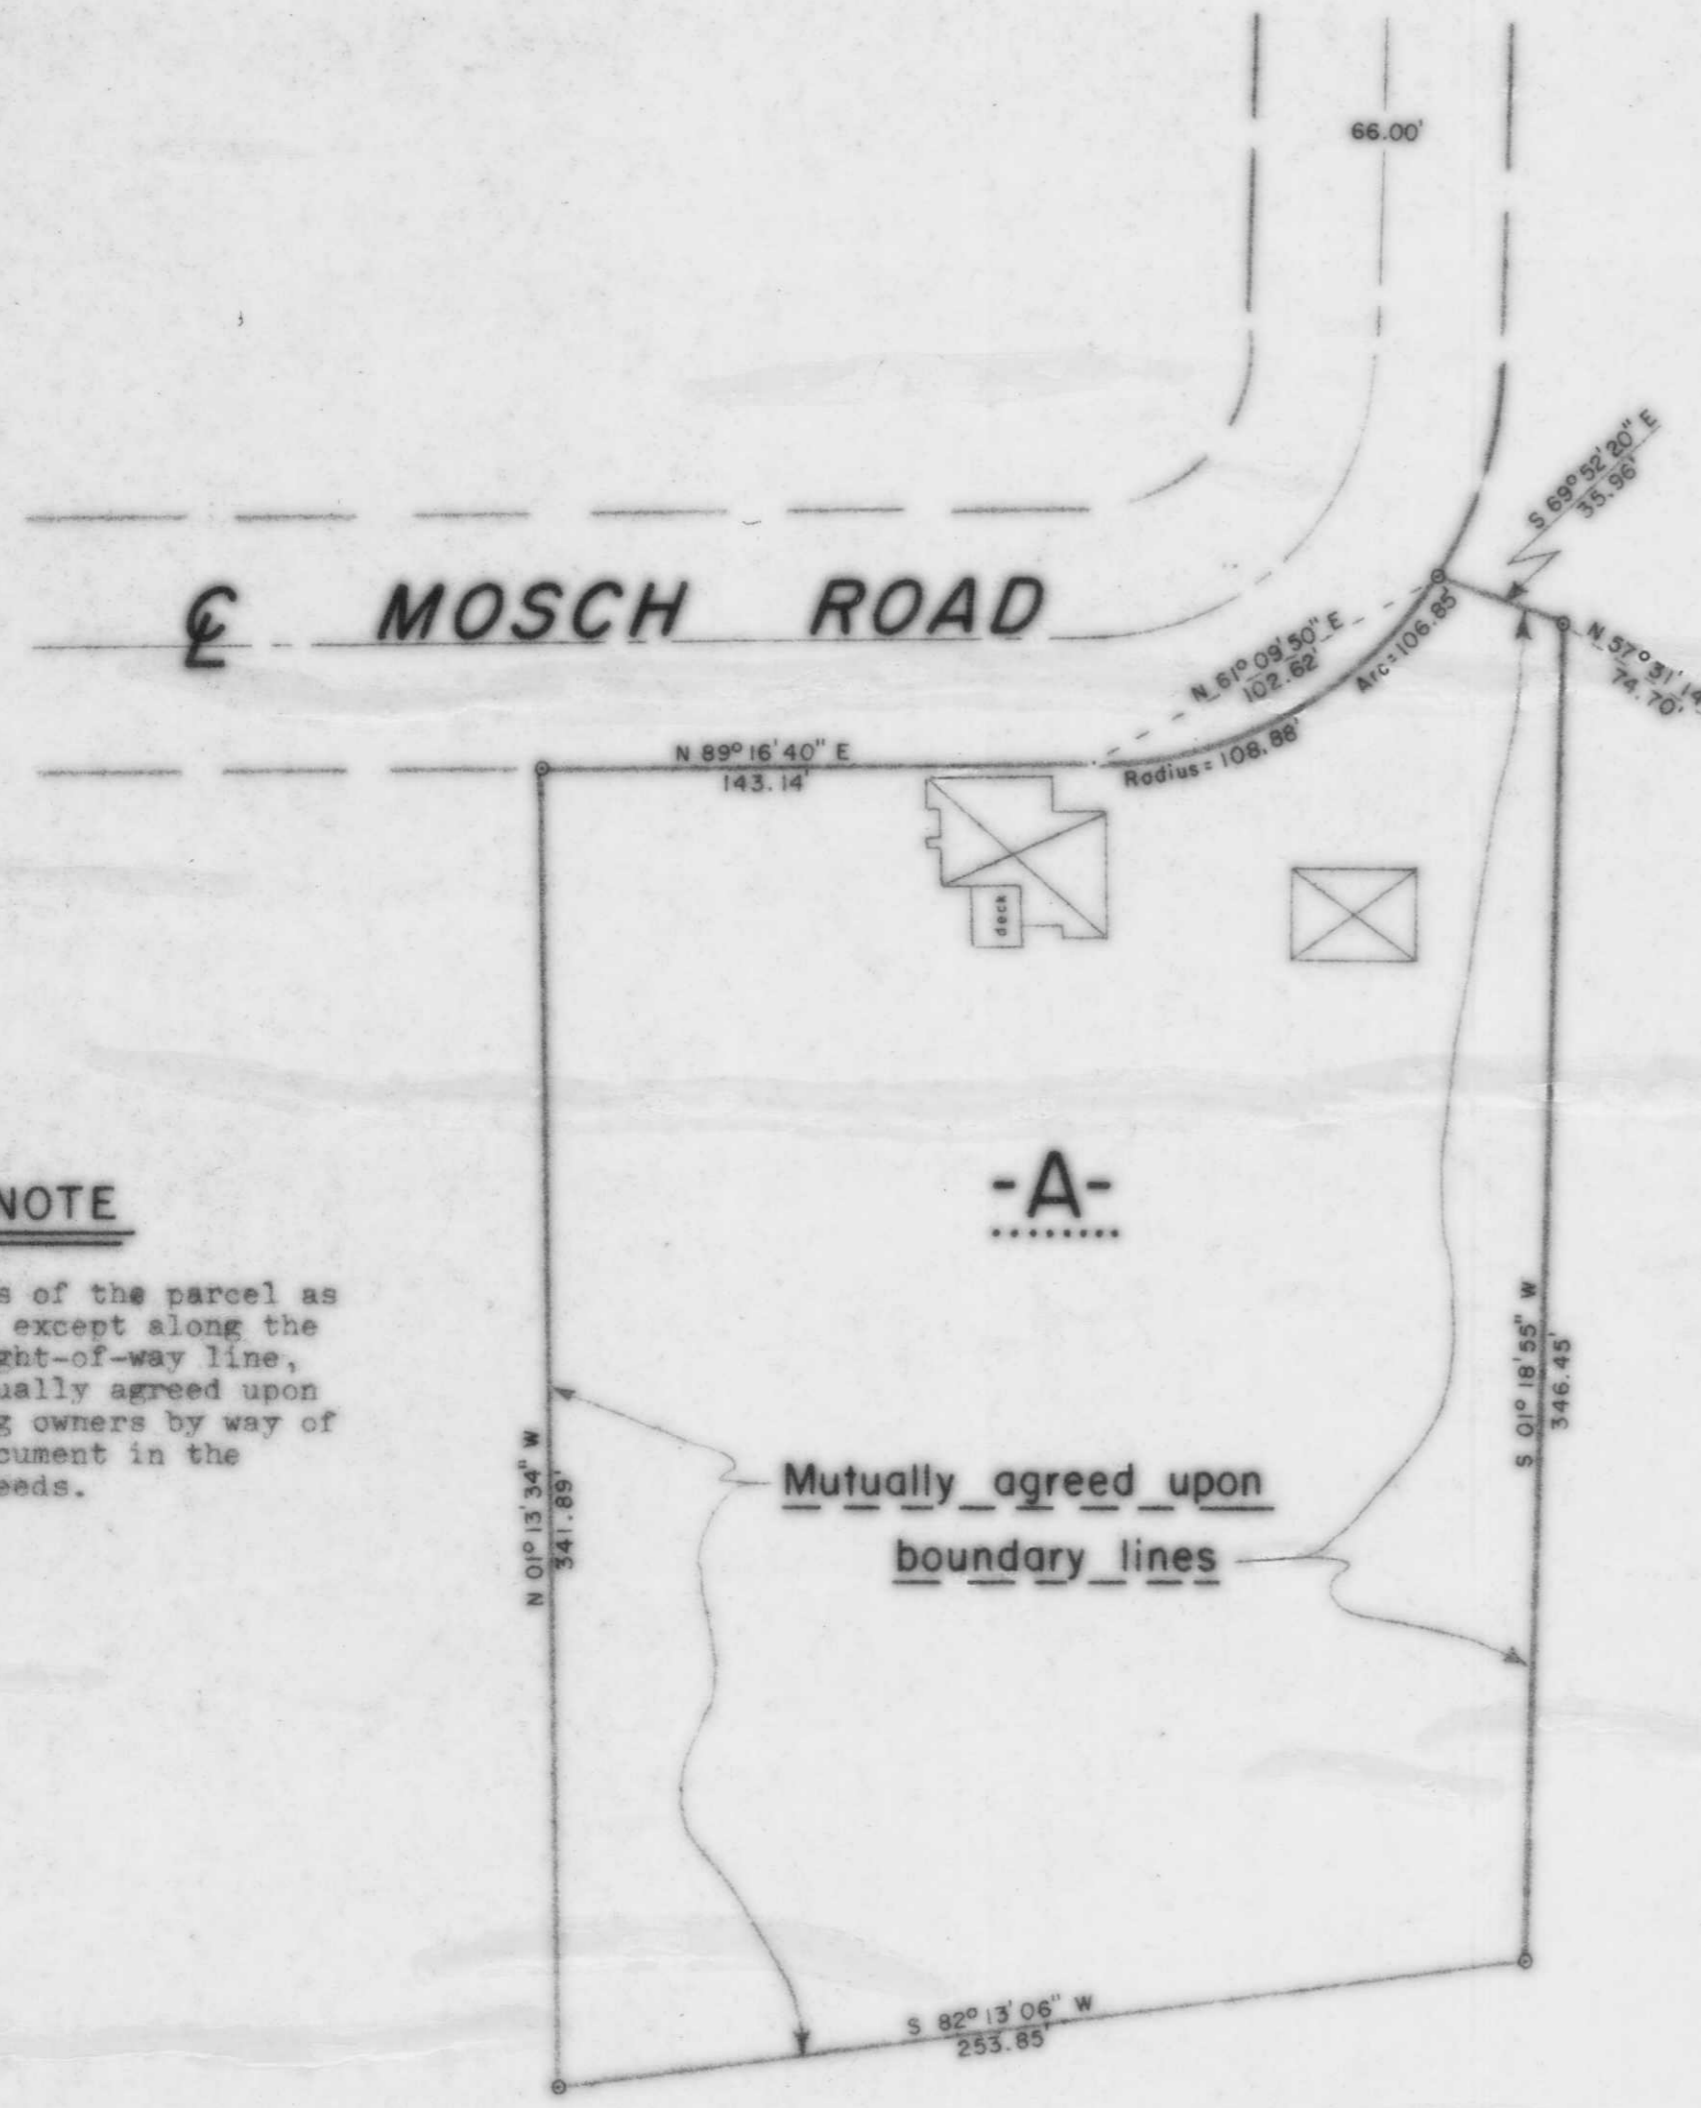 66.00'
S 69° 52' 20" E
35.96'
℄ MOSCH ROAD
N 61° 09' 50" E
102.62'
Arc = 106.85'
N 57° 31'
74.70'
N 89° 16' 40" E
143.14'
Radius = 108.88'
deck
-A-
NOTE
s of the parcel as
except along the
ght-of-way line,
ually agreed upon
g owners by way of
cument in the
eeds.
S 01° 18' 55" W
346.45'
N 01° 13' 34" W
341.89'
Mutually agreed upon
boundary lines
S 82° 13' 06" W
253.85'